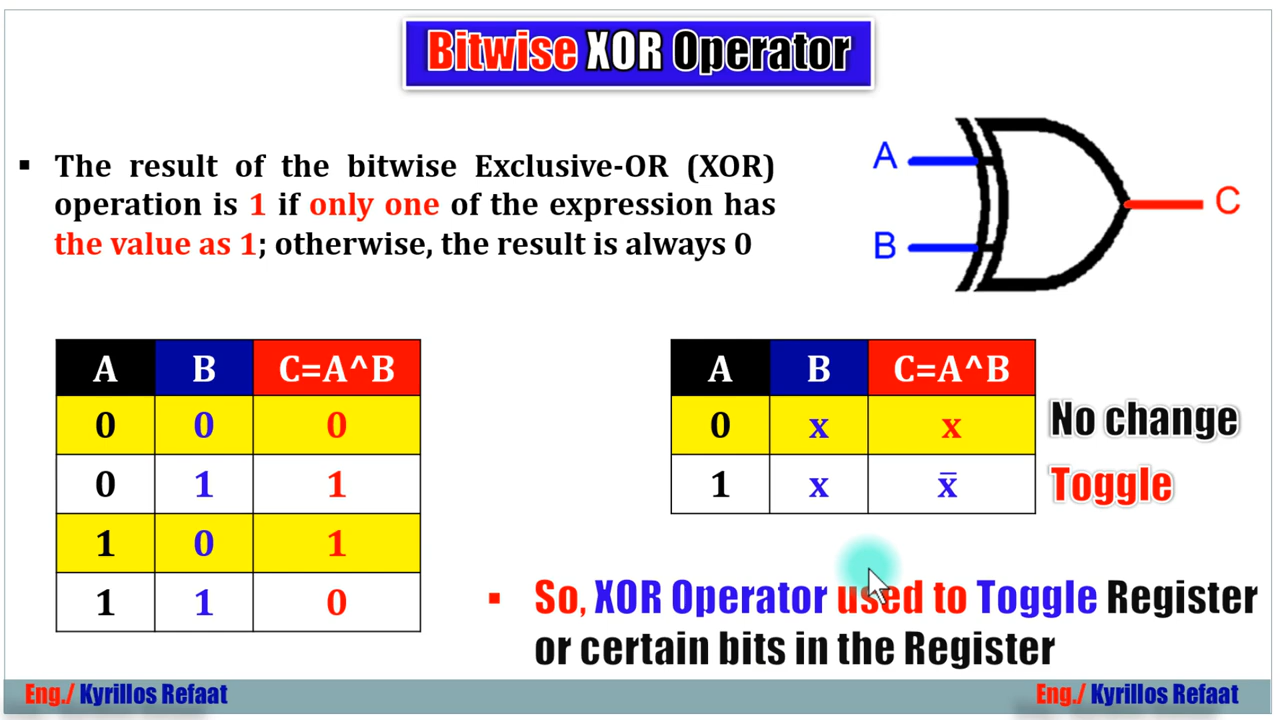 Bitwise XOR Operator
▪ The result of the bitwise Exclusive-OR (XOR)
operation is 1 if only one of the expression has
the value as 1; otherwise, the result is always 0
A
B
C
A B C=A^B
0 0 0
0 1 1
1 0 1
1 1 0
A B C=A^B
0 x x No change
1 x x̄ Toggle
▪ So, XOR Operator used to Toggle Register
or certain bits in the Register
Eng./ Kyrillos Refaat
Eng./ Kyrillos Refaat